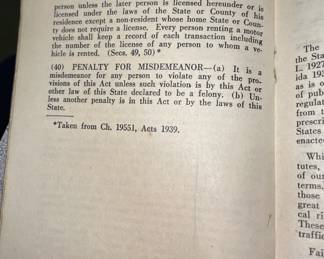 person unless the later person is licensed hereunder or is
licensed under the laws of the State or County of his
residence except a non-resident whose home State or Coun-
ty does not require a license. Every person renting a motor
vehicle shall keep a record of each transaction including
the number of the license of any person to whom a ve-
hicle is rented. (Secs. 49, 50) *
(40) PENALTY FOR MISDEMEANOR—(a) It is a
misdemeanor for any person to violate any of the pro-
visions of this Act unless such violation is by this Act or
other law of this State declared to be a felony. (b) Un-
less another penalty is in this Act or by the laws of this
State.
*Taken from Ch. 19551, Acts 1939.
The
the Sta
L. 1927
ida 193
as is o
of pub
regulat
from t
prescri
States
enacte
Whi
tutes,
of our
terms,
those
great
cal ri
These
traffic
Fai